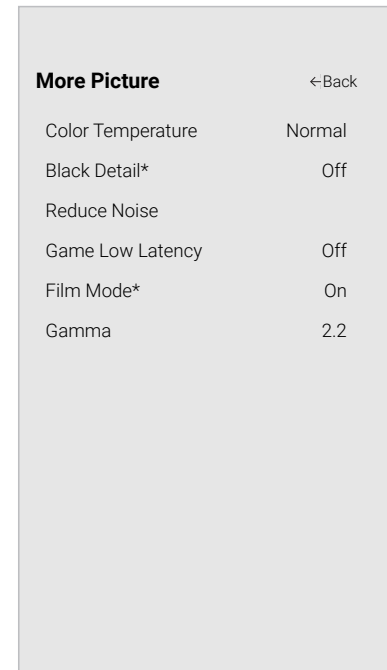 More Picture ←Back
Color Temperature Normal
Black Detail* Off
Reduce Noise
Game Low Latency Off
Film Mode* On
Gamma 2.2